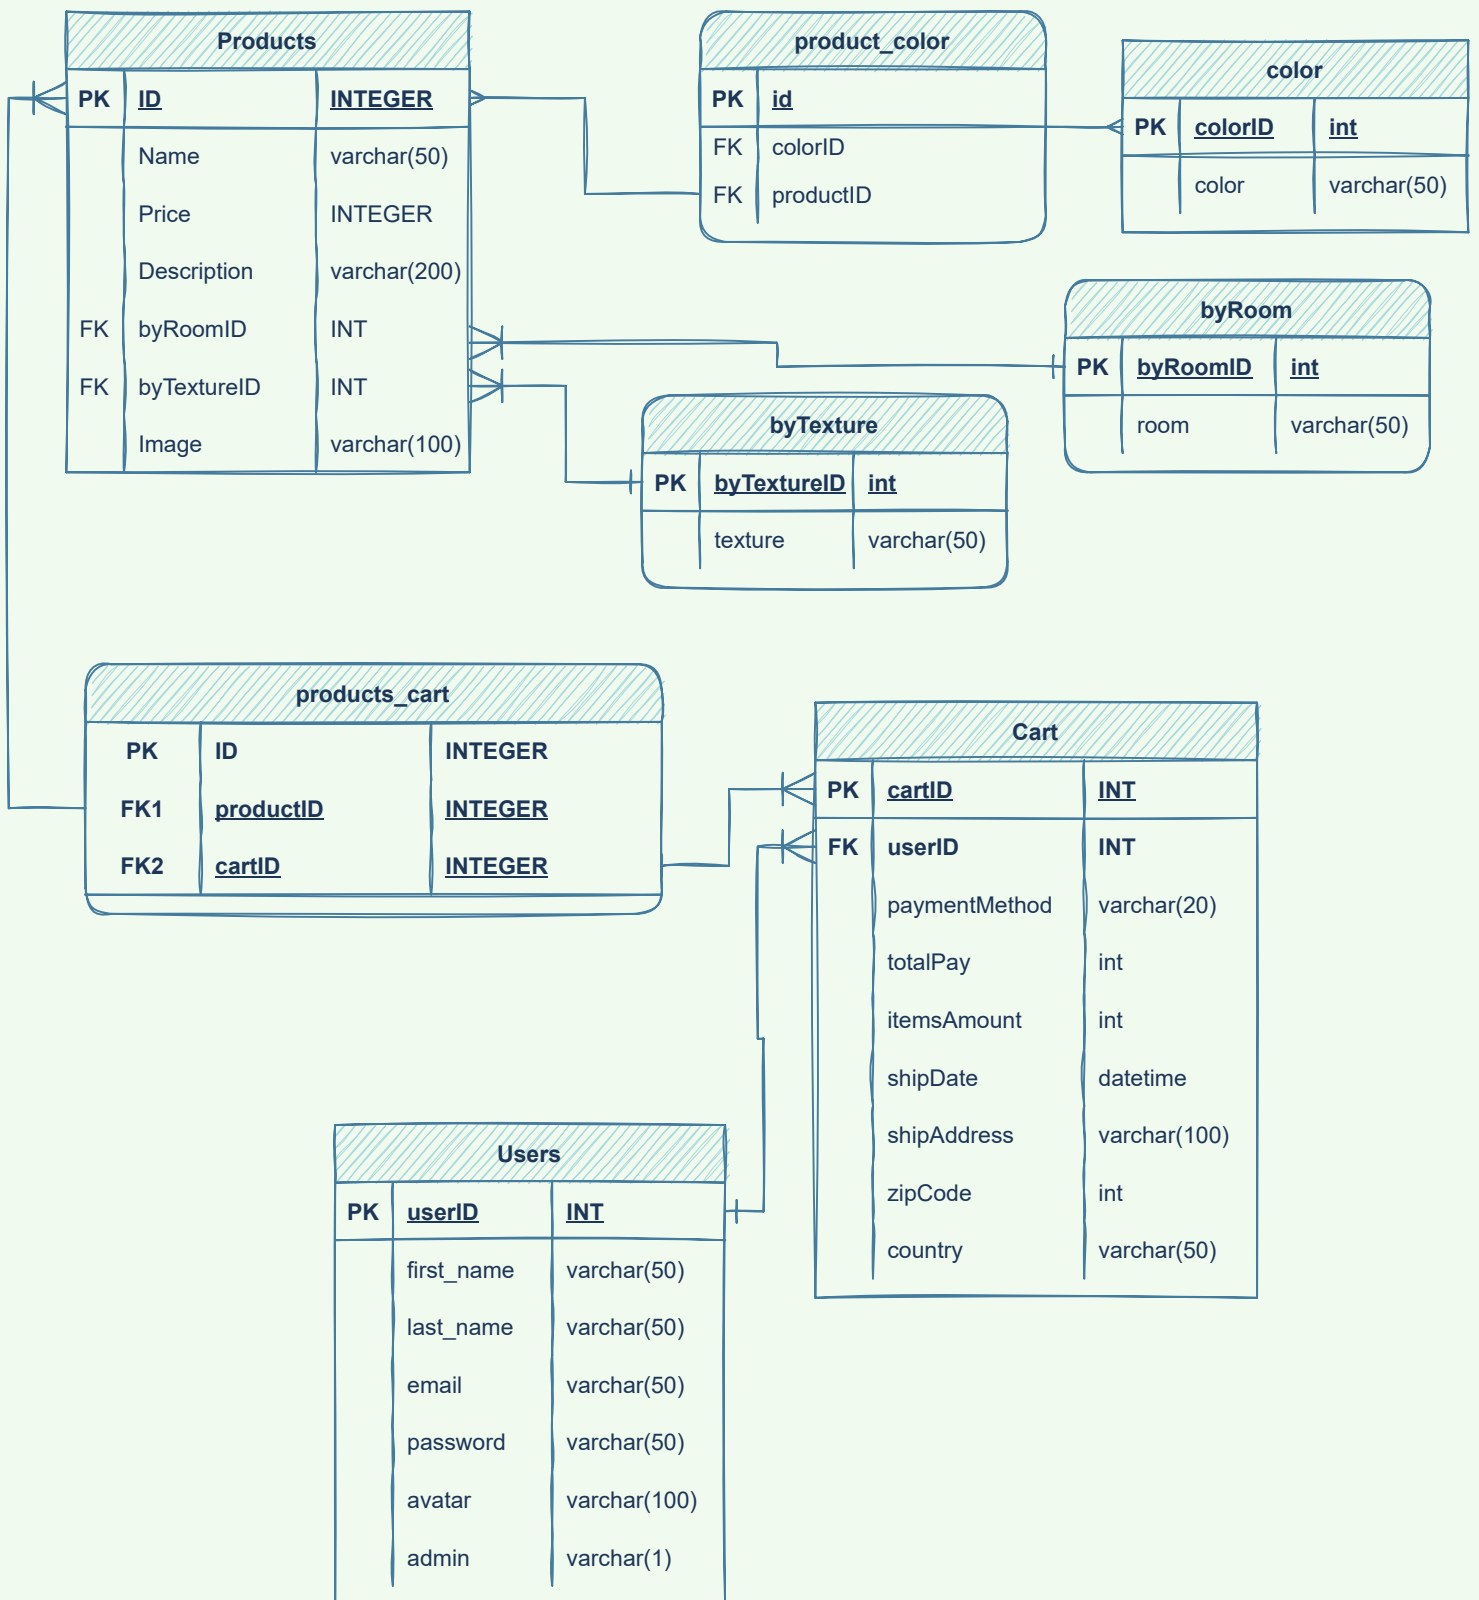 Products
PK ID INTEGER
Name varchar(50)
Price INTEGER
Description varchar(200)
FK byRoomID INT
FK byTextureID INT
Image varchar(100)
product_color
PK id
FK colorID
FK productID
color
PK colorID int
color varchar(50)
byRoom
PK byRoomID int
room varchar(50)
byTexture
PK byTextureID int
texture varchar(50)
products_cart
PK ID INTEGER
FK1 productID INTEGER
FK2 cartID INTEGER
Cart
PK cartID INT
FK userID INT
paymentMethod varchar(20)
totalPay int
itemsAmount int
shipDate datetime
shipAddress varchar(100)
zipCode int
country varchar(50)
Users
PK userID INT
first_name varchar(50)
last_name varchar(50)
email varchar(50)
password varchar(50)
avatar varchar(100)
admin varchar(1)